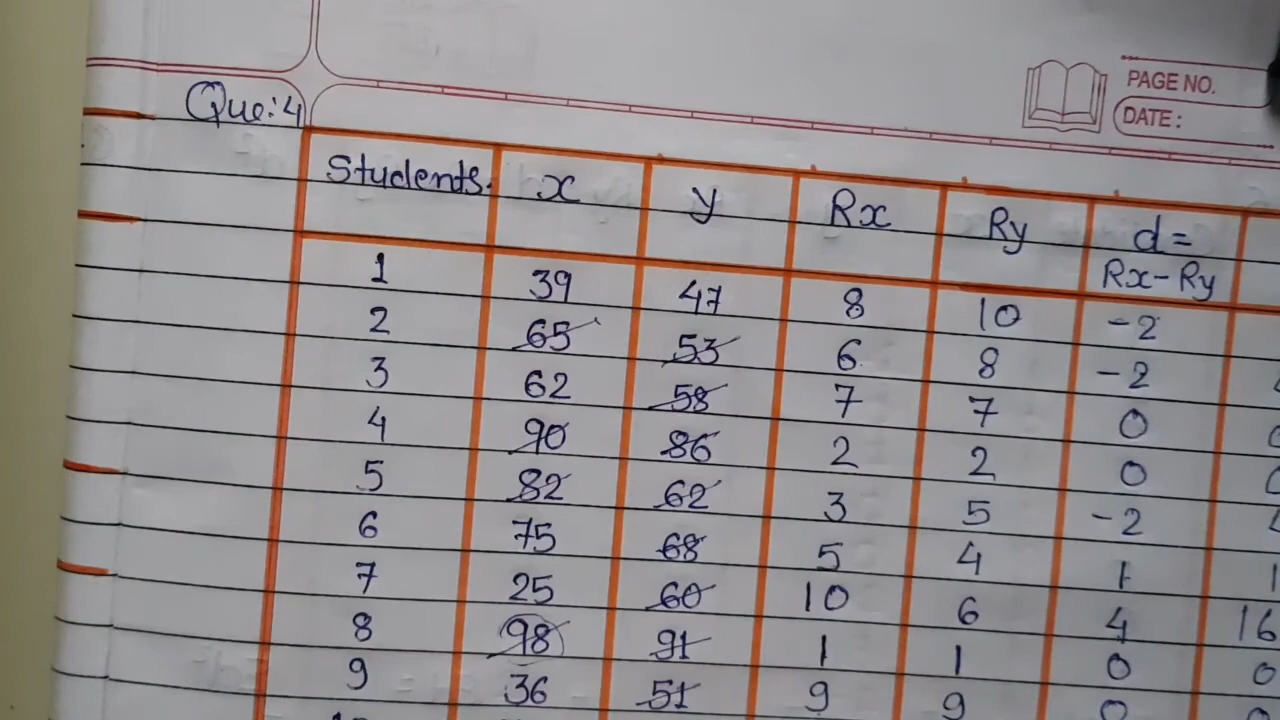 PAGE NO.
DATE:
Que:4
Students. x y Rx Ry d = Rx-Ry
1 39 47 8 10 -2
2 65 53 6 8 -2
3 62 58 7 7 0
4 90 86 2 2 0
5 82 62 3 5 -2
6 75 68 5 4 1 1
7 25 60 10 6 4 16
8 98 91 1 1 0 0
9 36 51 9 9 0